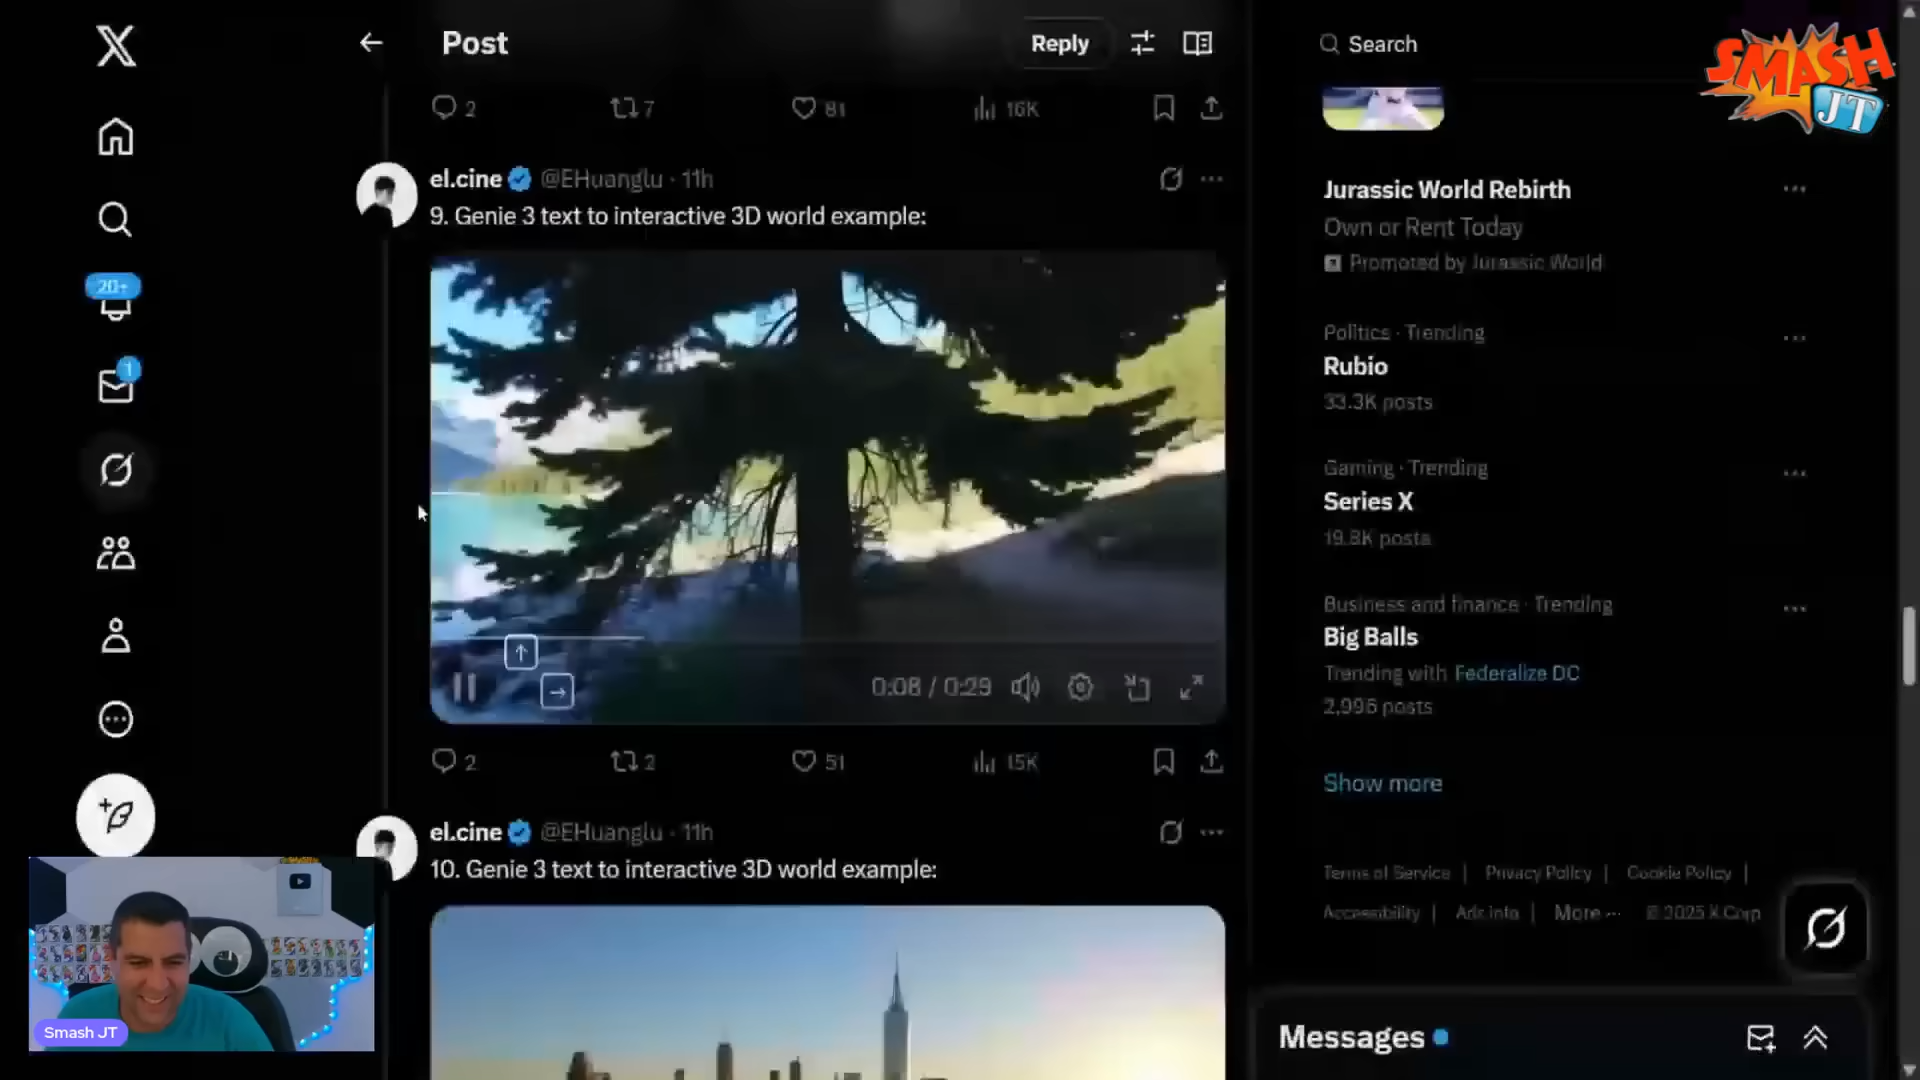 Post
Reply
Search
SMASH
JT
2
7
81
16K
el.cine @EHuanglu · 11h
9. Genie 3 text to interactive 3D world example:
0:08 / 0:29
2
2
51
15K
el.cine @EHuanglu · 11h
10. Genie 3 text to interactive 3D world example:
20+
1
Smash JT
Jurassic World Rebirth
Own or Rent Today
Promoted by Jurassic World
Politics · Trending
Rubio
33.3K posts
Gaming · Trending
Series X
19.8K posts
Business and finance · Trending
Big Balls
Trending with Federalize DC
2,996 posts
Show more
Terms of Service | Privacy Policy | Cookie Policy |
Accessibility | Ads info | More ··· © 2025 X Corp
Messages